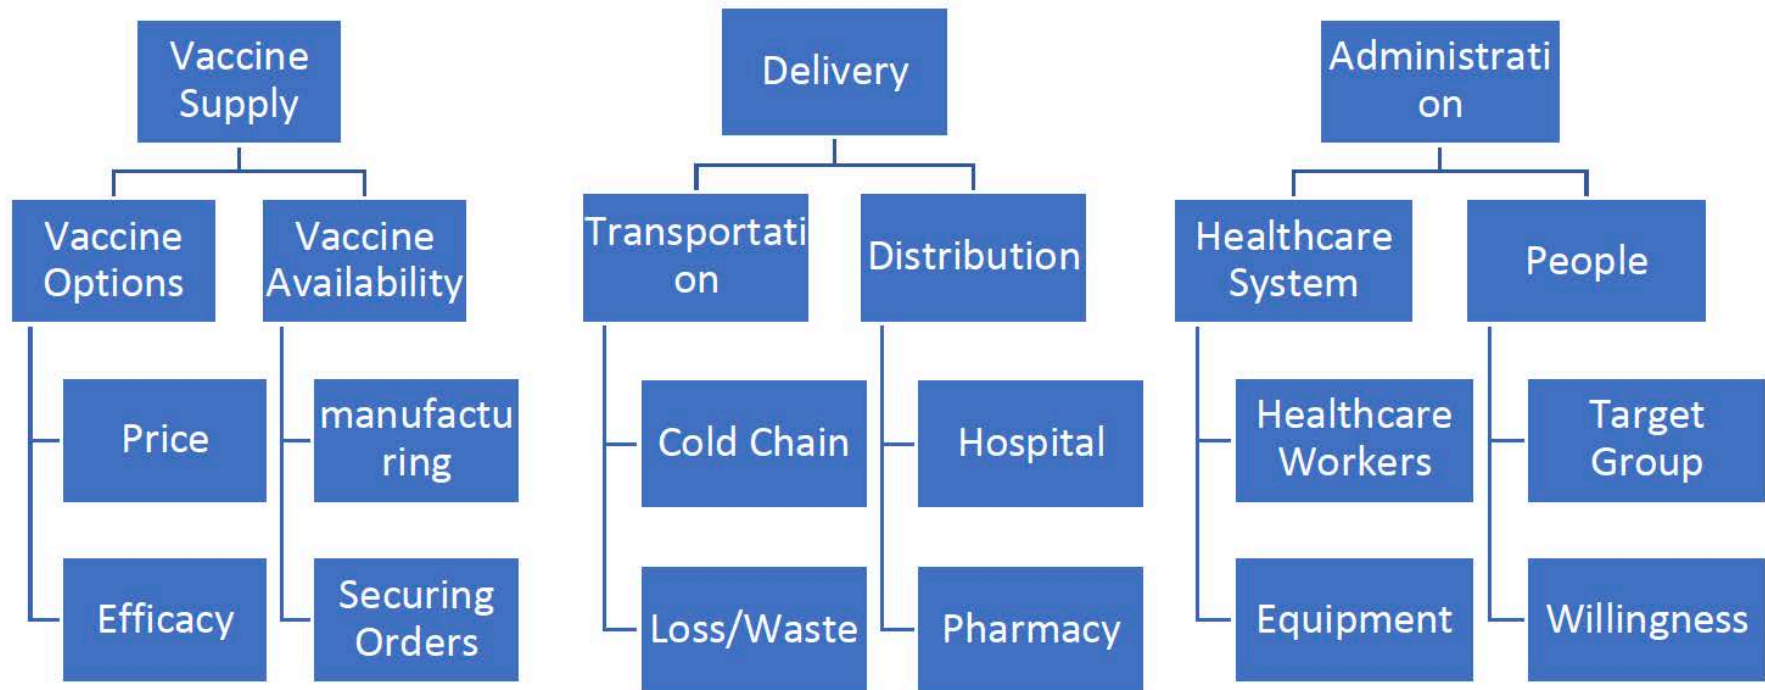 Vaccine
Supply
Vaccine
Options
Price
Efficacy
Vaccine
Availability
manufactu
ring
Securing
Orders
Delivery
Transportati
on
Cold Chain
Loss/Waste
Distribution
Hospital
Pharmacy
Administrati
on
Healthcare
System
Healthcare
Workers
Equipment
People
Target
Group
Willingness